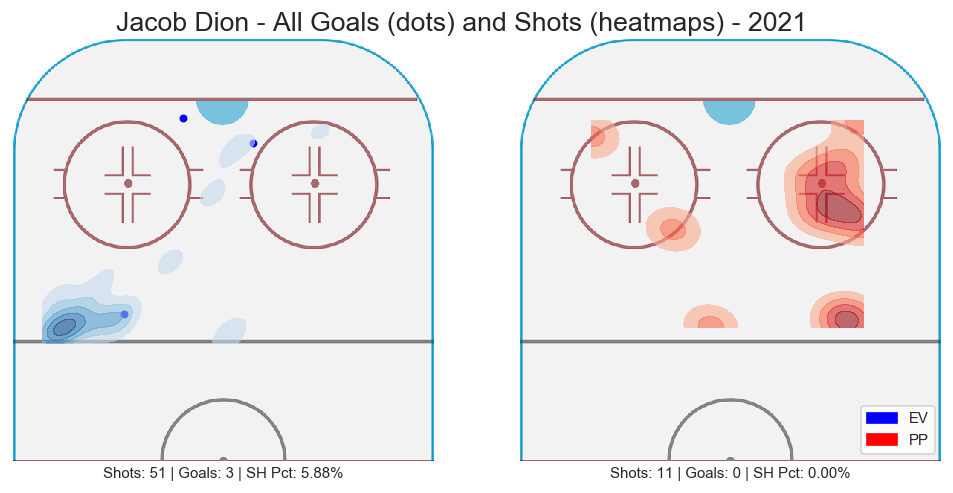 Jacob Dion - All Goals (dots) and Shots (heatmaps) - 2021
EV
PP
Shots: 51 | Goals: 3 | SH Pct: 5.88%
Shots: 11 | Goals: 0 | SH Pct: 0.00%